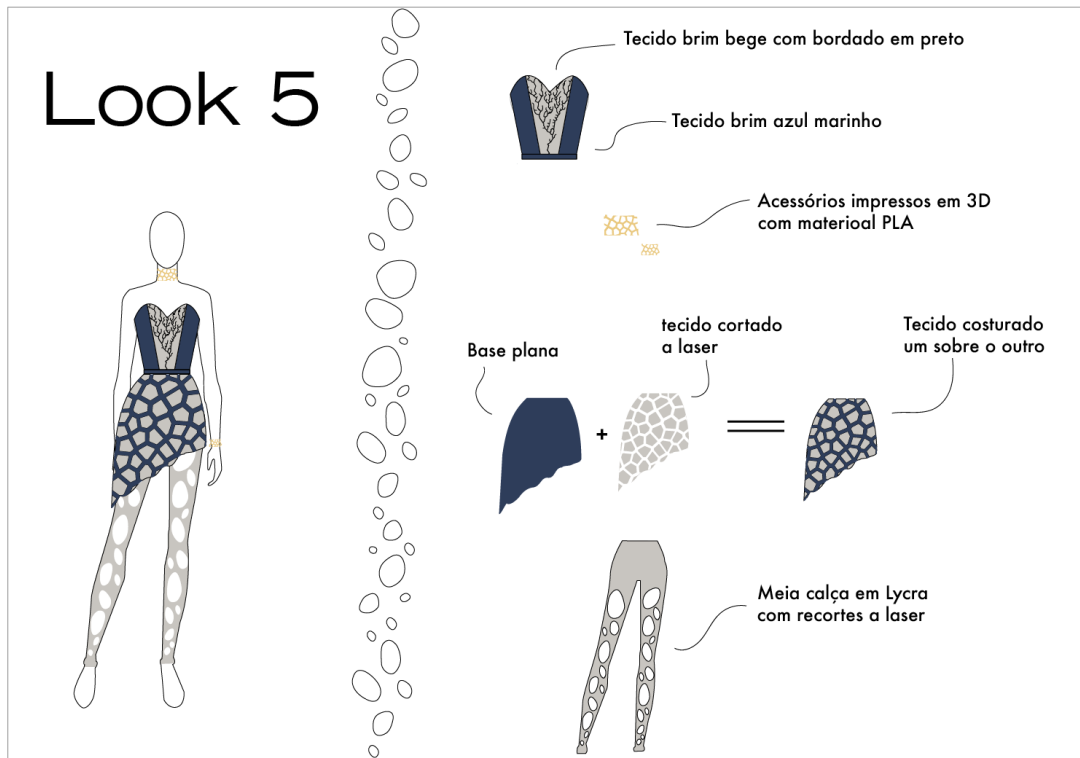 Look 5
Tecido brim bege com bordado em preto
Tecido brim azul marinho
Acessórios impressos em 3D
com materioal PLA
Base plana
tecido cortado
a laser
Tecido costurado
um sobre o outro
+
Meia calça em Lycra
com recortes a laser